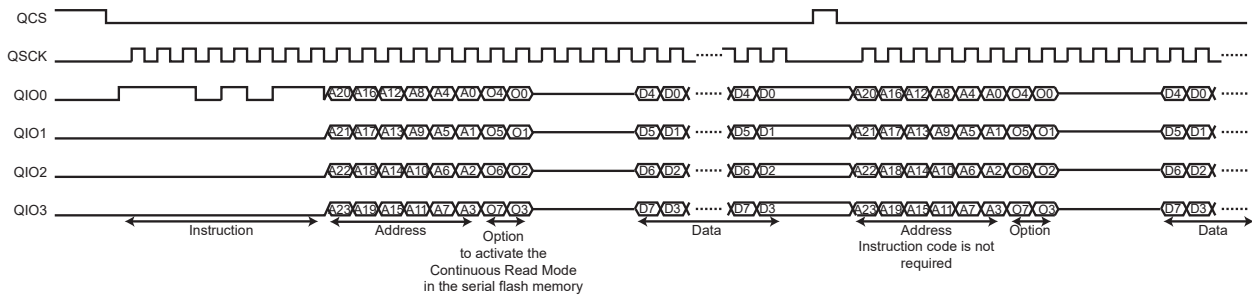 QCS
QSCK
QIO0 A20 A16 A12 A8 A4 A0 O4 O0 D4 D0 D4 D0 A20 A16 A12 A8 A4 A0 O4 O0 D4 D0
QIO1 A21 A17 A13 A9 A5 A1 O5 O1 D5 D1 D5 D1 A21 A17 A13 A9 A5 A1 O5 O1 D5 D1
QIO2 A22 A18 A14 A10 A6 A2 O6 O2 D6 D2 D6 D2 A22 A18 A14 A10 A6 A2 O6 O2 D6 D2
QIO3 A23 A19 A15 A11 A7 A3 O7 O3 D7 D3 D7 D3 A23 A19 A15 A11 A7 A3 O7 O3 D7 D3
Instruction
Address
Option
to activate the
Continuous Read Mode
in the serial flash memory
Data
Address
Instruction code is not
required
Option
Data